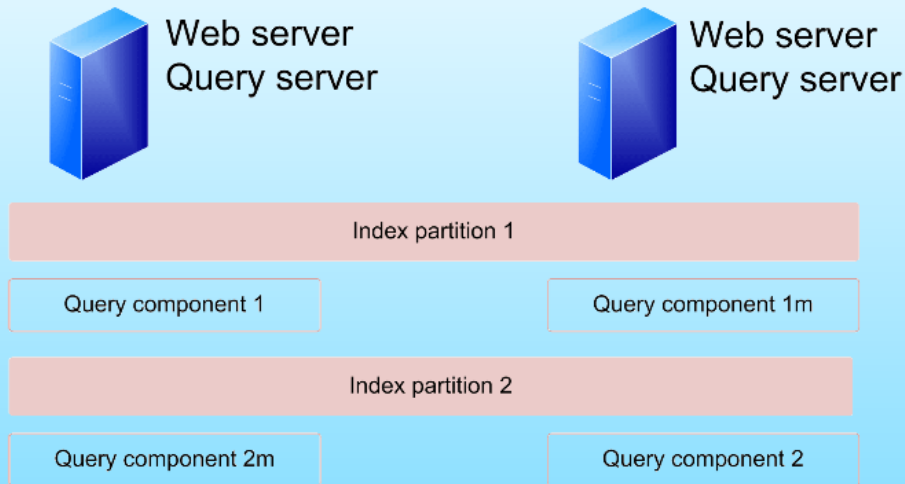 Web server
Query server
Web server
Query server
Index partition 1
Query component 1
Query component 1m
Index partition 2
Query component 2m
Query component 2